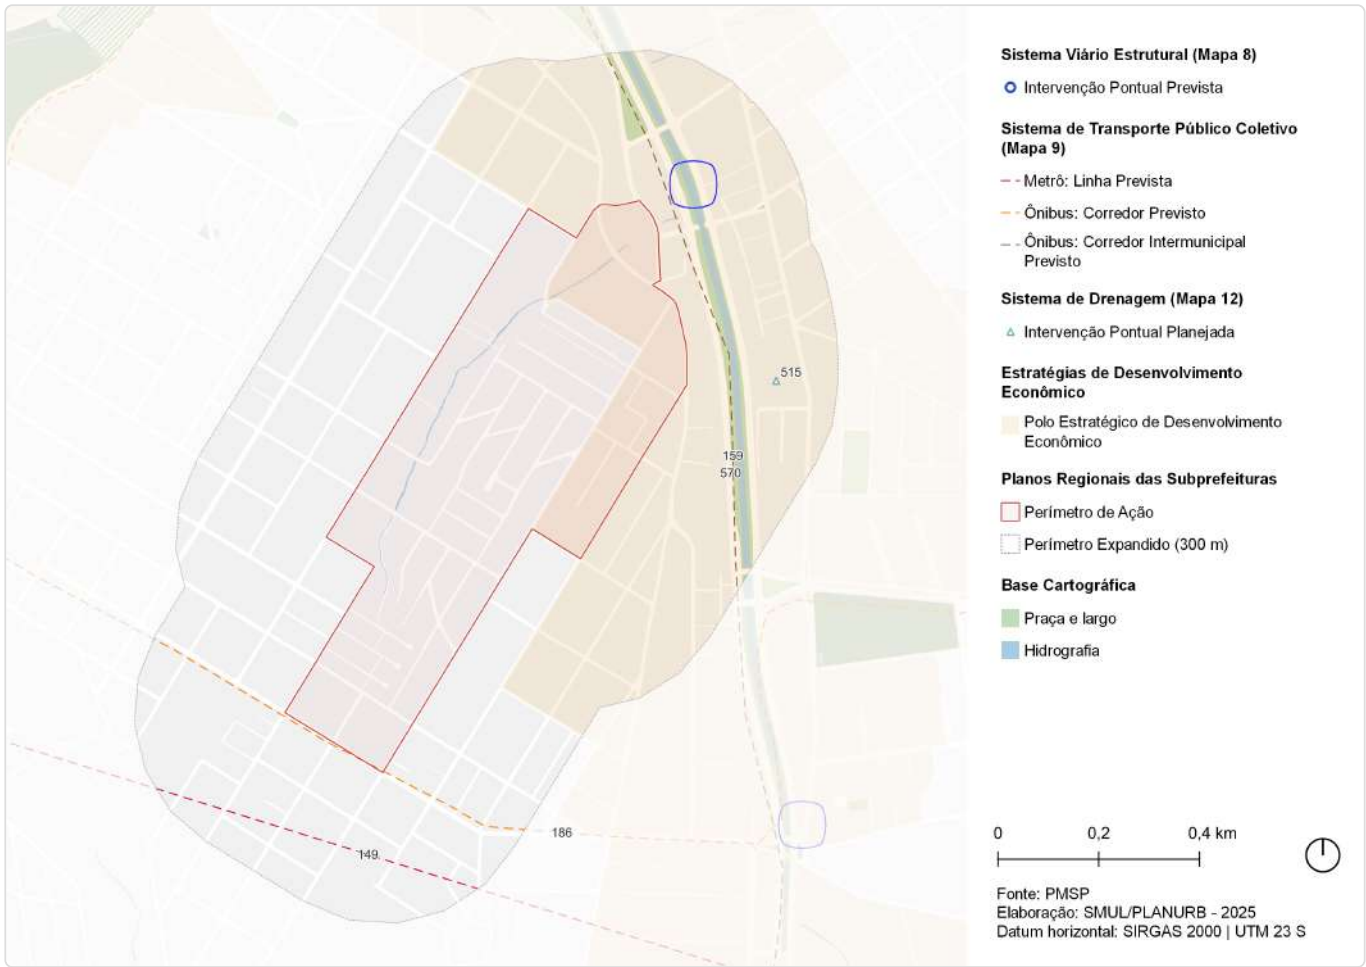 515
159
570
186
149
Sistema Viário Estrutural (Mapa 8)
Intervenção Pontual Prevista
Sistema de Transporte Público Coletivo
(Mapa 9)
Metrô: Linha Prevista
Ônibus: Corredor Previsto
Ônibus: Corredor Intermunicipal
Previsto
Sistema de Drenagem (Mapa 12)
Intervenção Pontual Planejada
Estratégias de Desenvolvimento
Econômico
Polo Estratégico de Desenvolvimento
Econômico
Planos Regionais das Subprefeituras
Perímetro de Ação
Perímetro Expandido (300 m)
Base Cartográfica
Praça e largo
Hidrografia
0 0,2 0,4 km
Fonte: PMSP
Elaboração: SMUL/PLANURB - 2025
Datum horizontal: SIRGAS 2000 | UTM 23 S